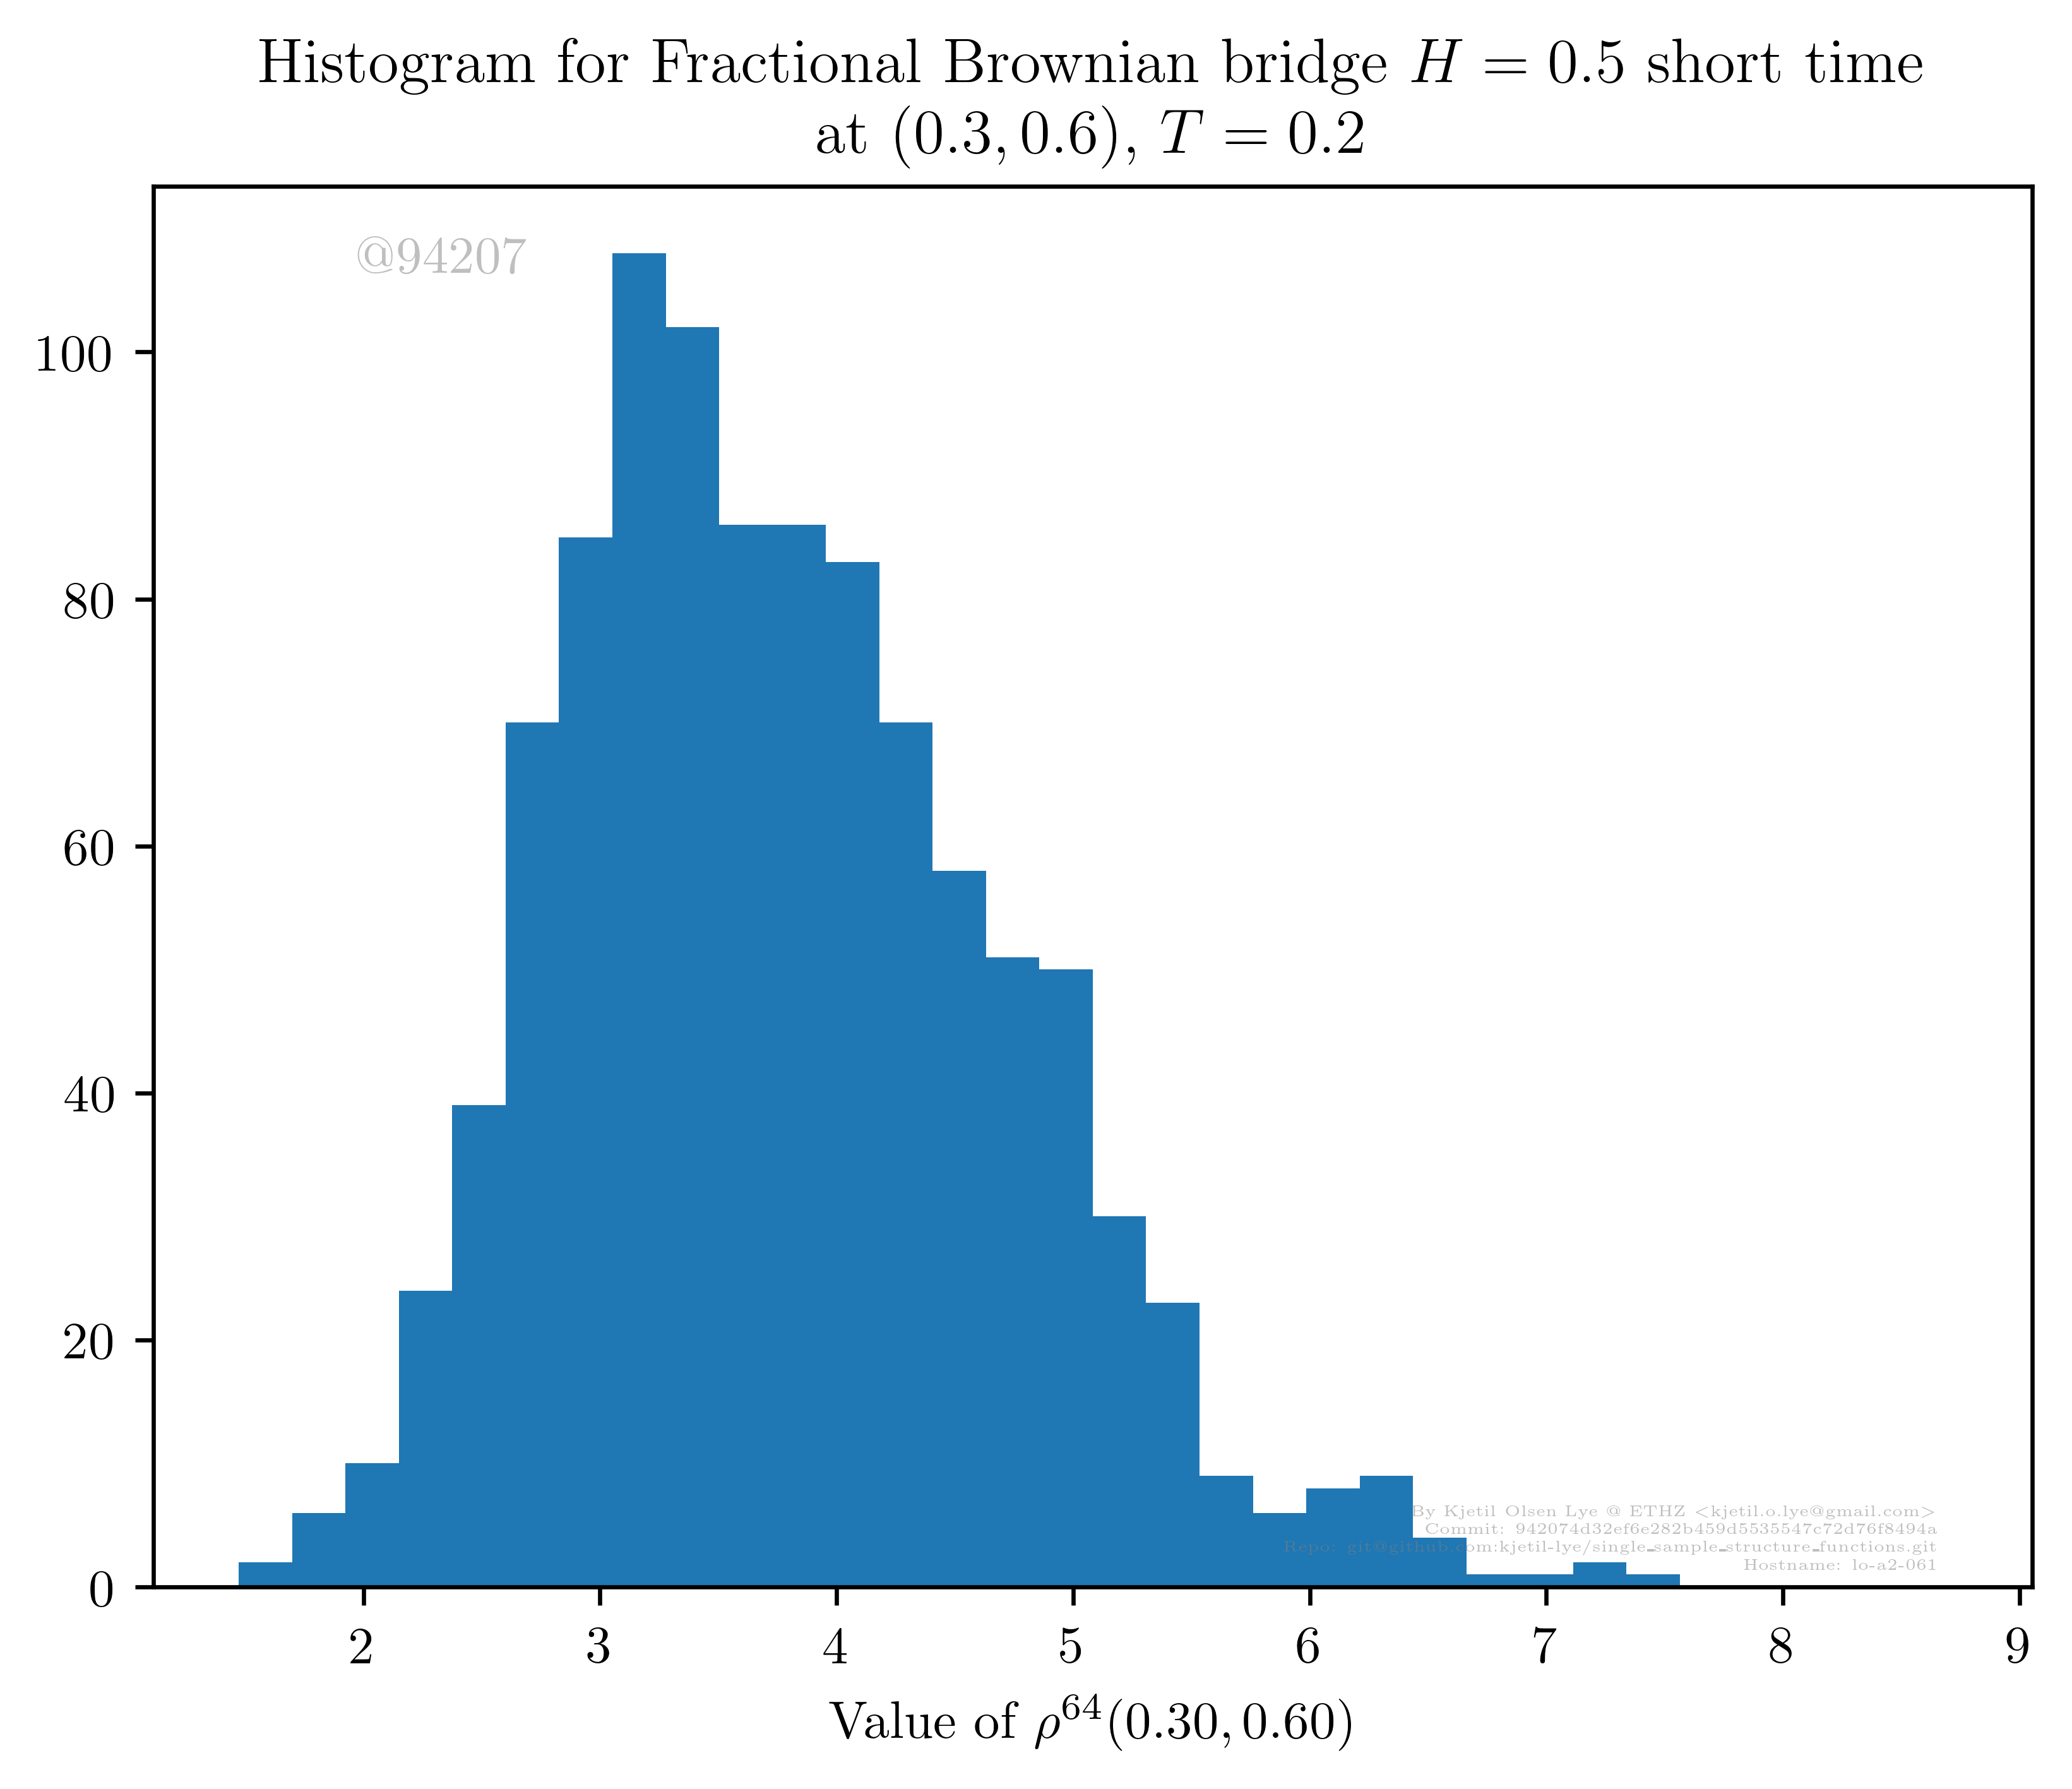 Histogram for Fractional Brownian bridge H = 0.5 short time
at (0.3, 0.6), T = 0.2
@94207
100
80
60
40
20
0
2 3 4 5 6 7 8 9
Value of ρ^64(0.30, 0.60)
By Kjetil Olsen Lye @ ETHZ <kjetil.o.lye@gmail.com>
Commit: 942074d32ef6e282b459d5535547c72d76f8494a
Repo: git@github.com:kjetil-lye/single_sample_structure_functions.git
Hostname: lo-a2-061